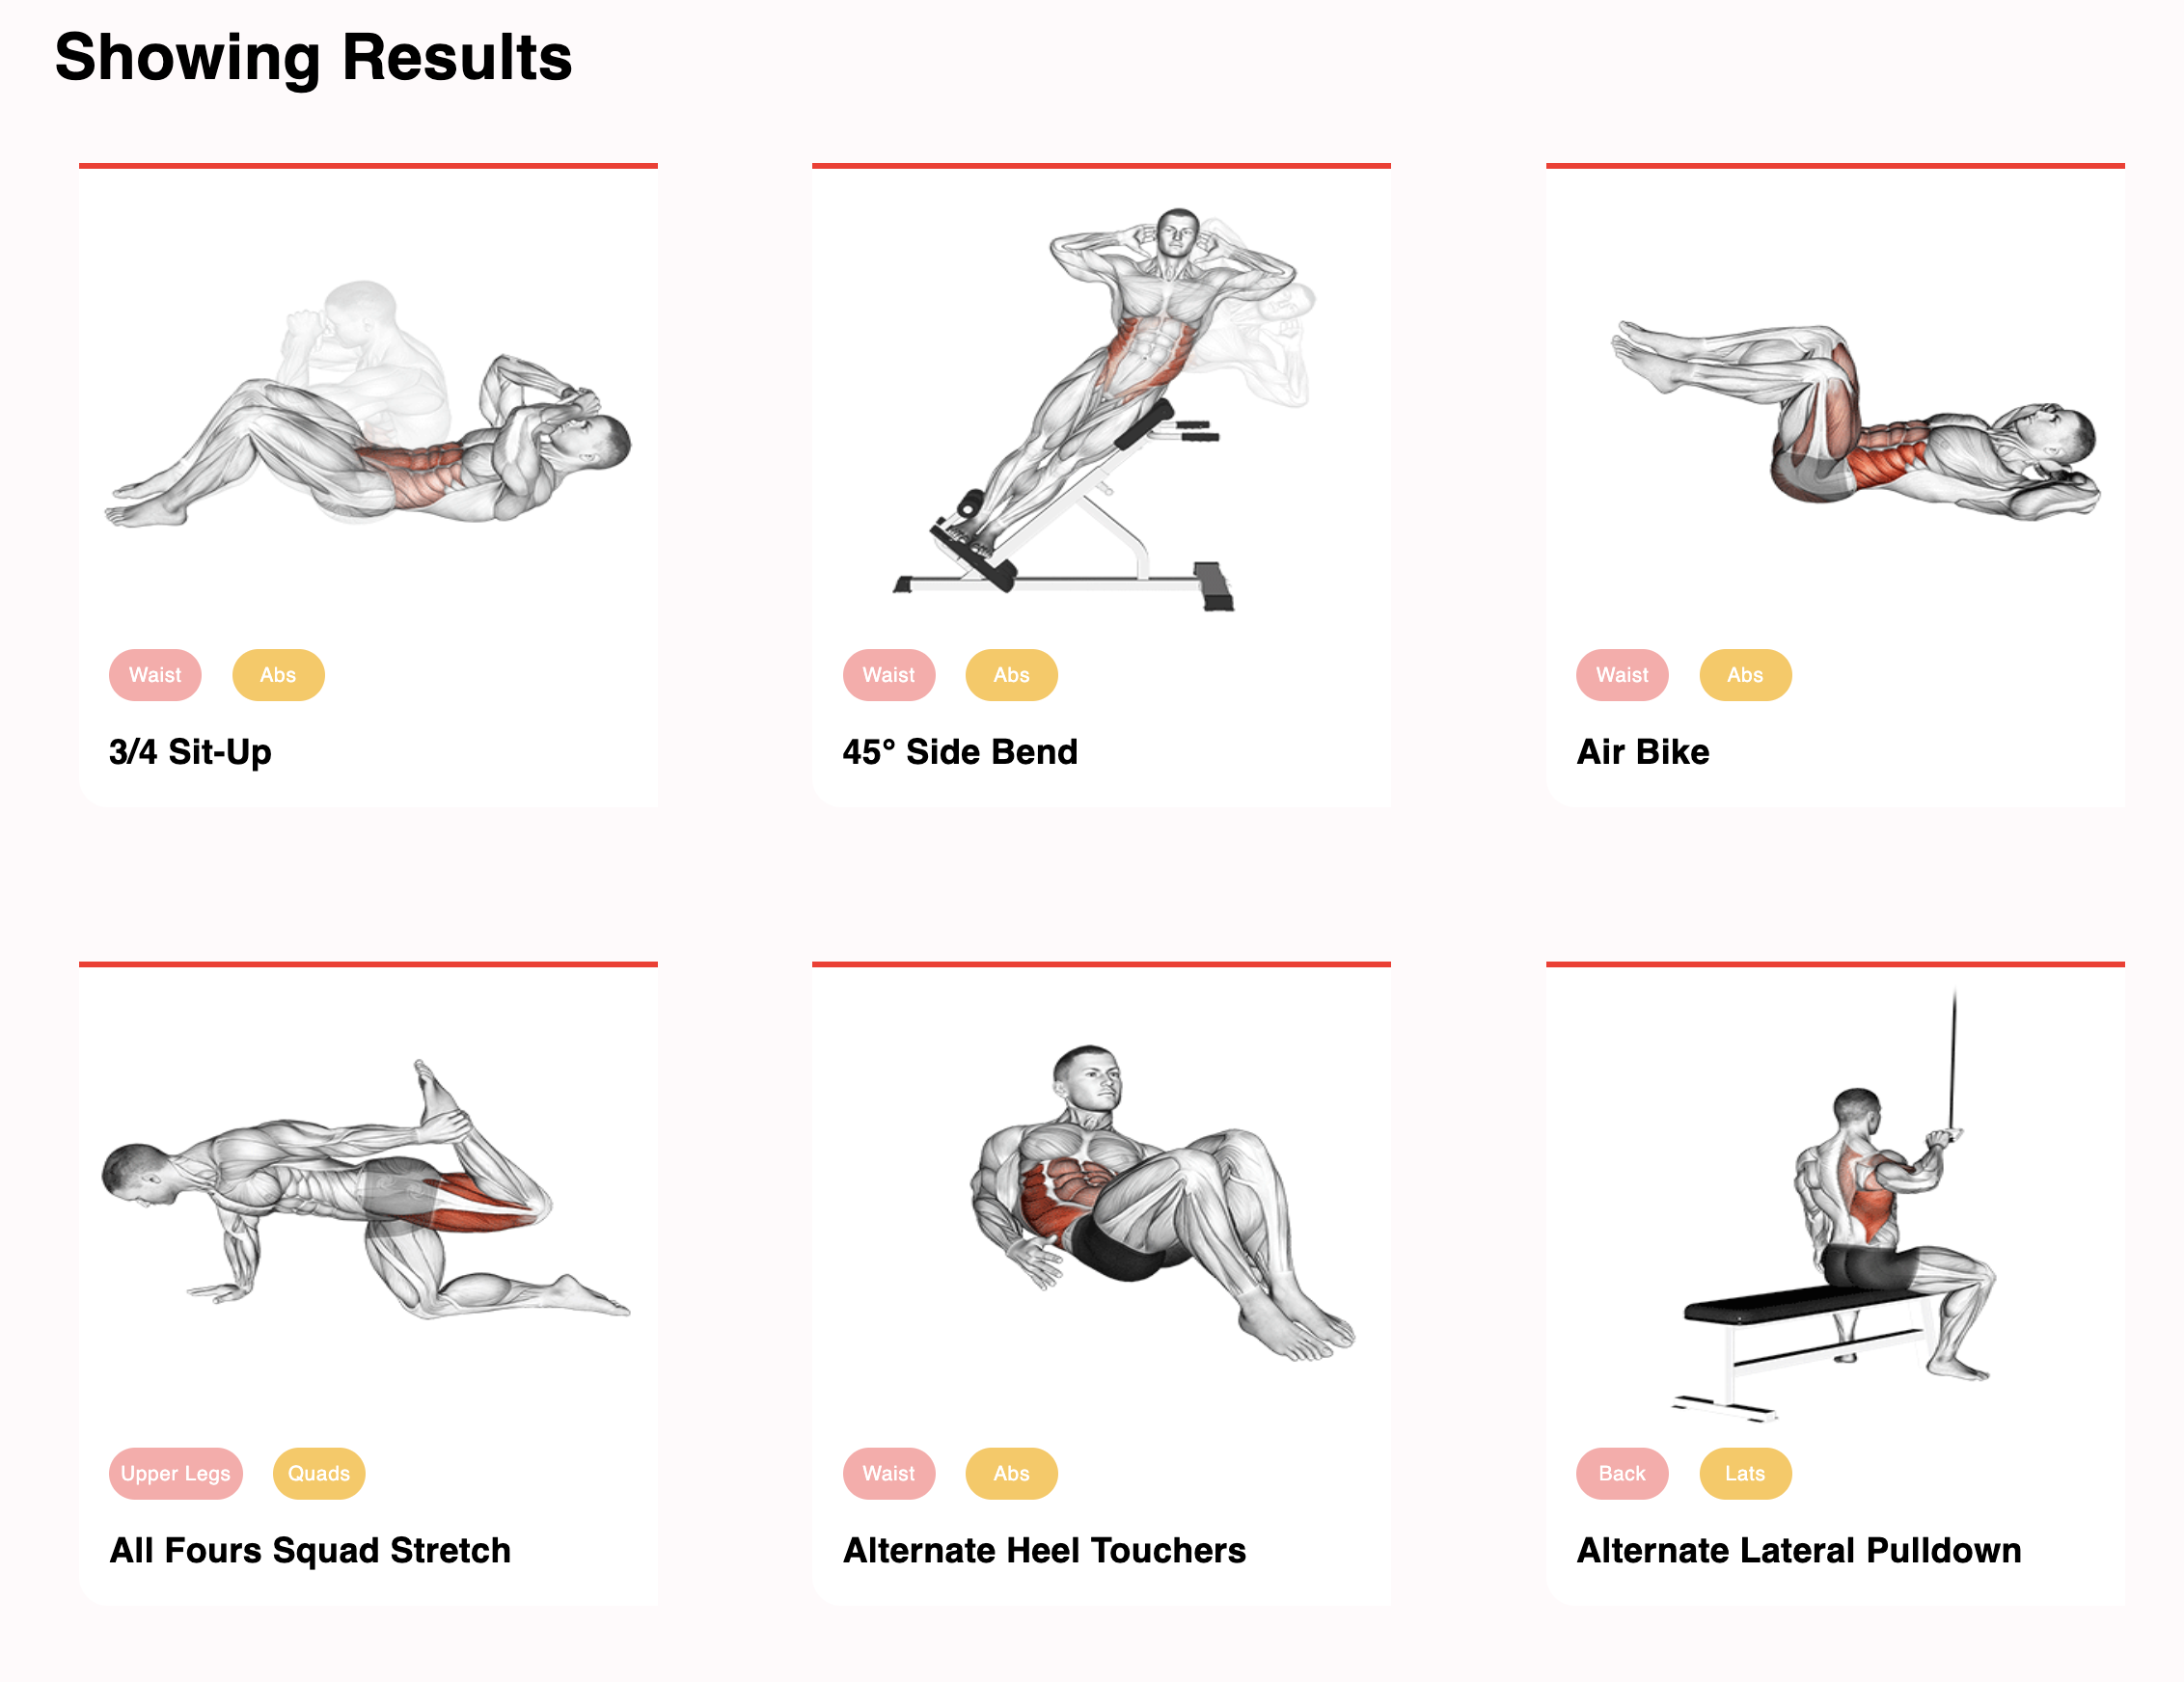 Showing Results
Waist Abs
3/4 Sit-Up
Waist Abs
45° Side Bend
Waist Abs
Air Bike
Upper Legs Quads
All Fours Squad Stretch
Waist Abs
Alternate Heel Touchers
Back Lats
Alternate Lateral Pulldown